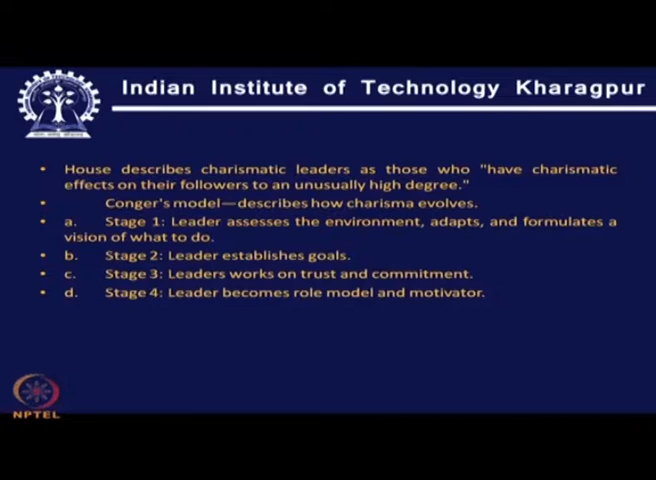 Indian Institute of Technology Kharagpur
• House describes charismatic leaders as those who "have charismatic
effects on their followers to an unusually high degree."
• Conger's model—describes how charisma evolves.
• a. Stage 1: Leader assesses the environment, adapts, and formulates a
vision of what to do.
• b. Stage 2: Leader establishes goals.
• c. Stage 3: Leaders works on trust and commitment.
• d. Stage 4: Leader becomes role model and motivator.
NPTEL